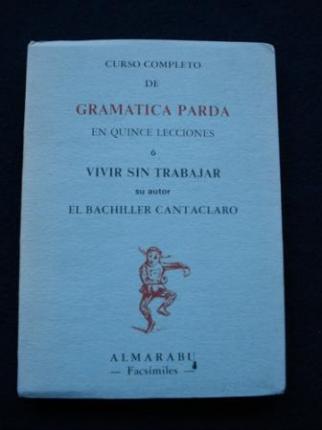 CURSO COMPLETO
DE
GRAMATICA PARDA
EN QUINCE LECCIONES
ó
VIVIR SIN TRABAJAR
su autor
EL BACHILLER CANTACLARO
ALMARABU
— Facsímiles —